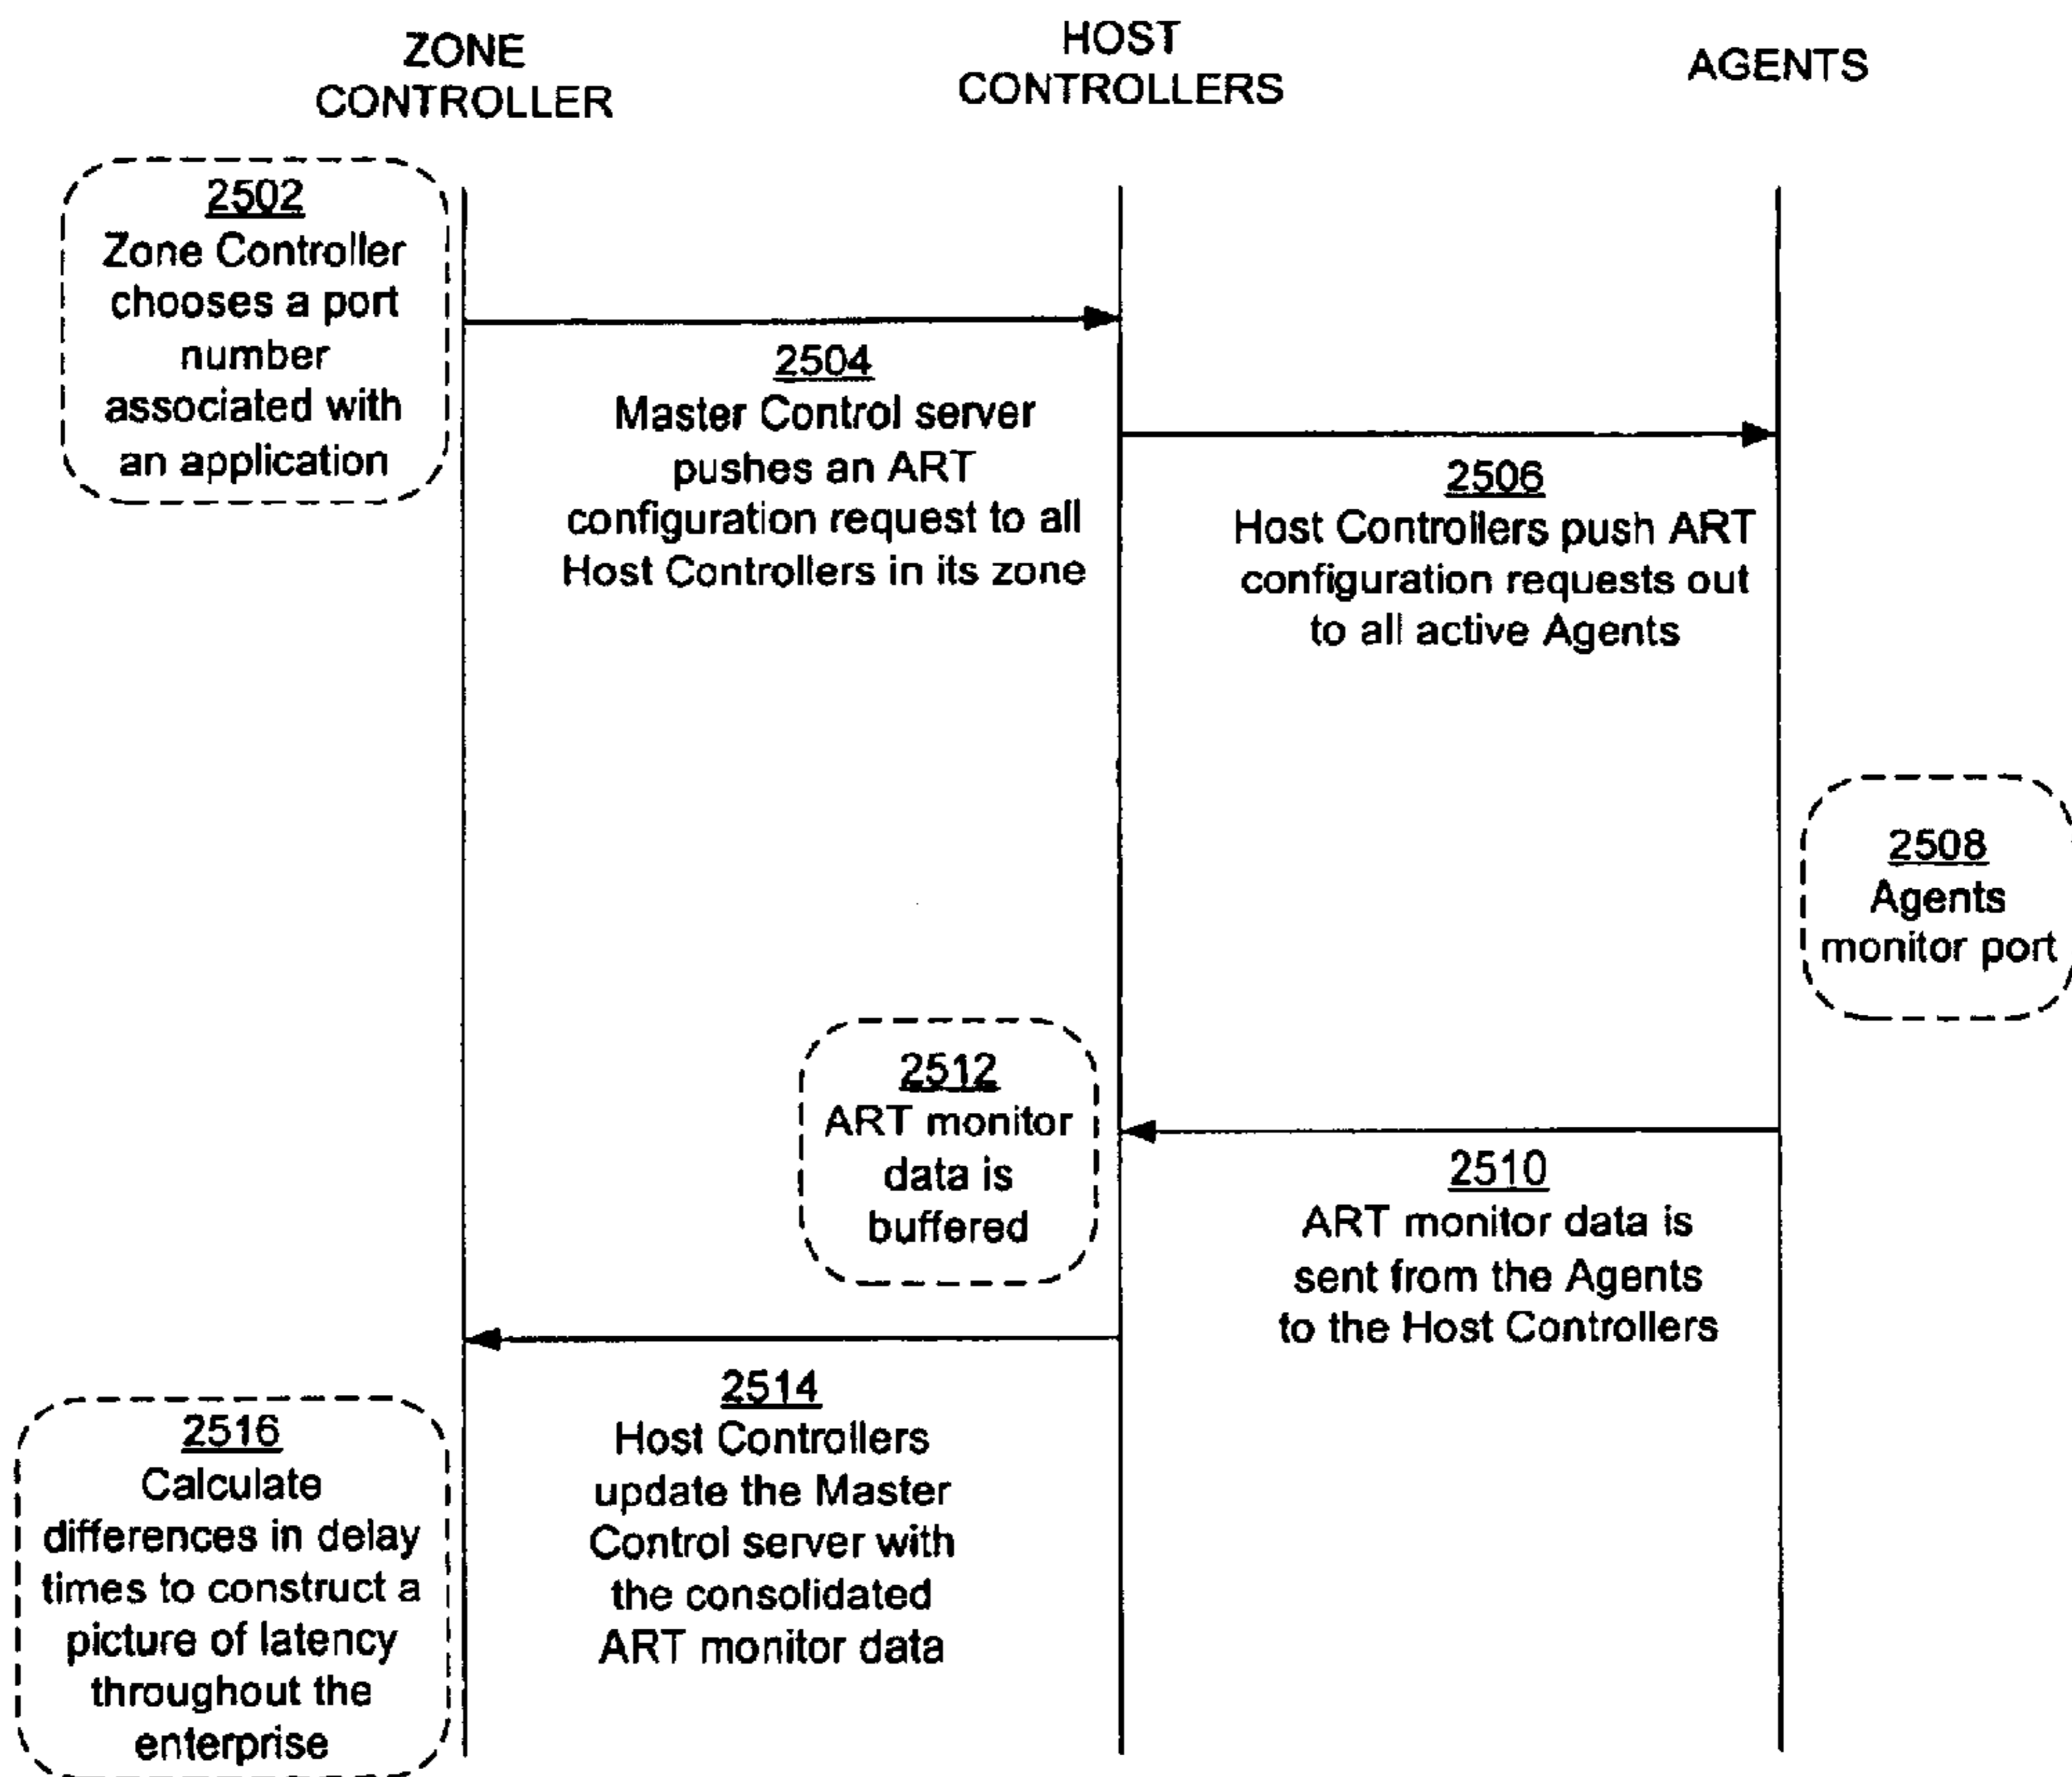 ZONE
CONTROLLER
HOST
CONTROLLERS
AGENTS
2502
Zone Controller
chooses a port
number
associated with
an application
2504
Master Control server
pushes an ART
configuration request to all
Host Controllers in its zone
2506
Host Controllers push ART
configuration requests out
to all active Agents
2508
Agents
monitor port
2512
ART monitor
data is
buffered
2510
ART monitor data is
sent from the Agents
to the Host Controllers
2514
Host Controllers
update the Master
Control server with
the consolidated
ART monitor data
2516
Calculate
differences in delay
times to construct a
picture of latency
throughout the
enterprise